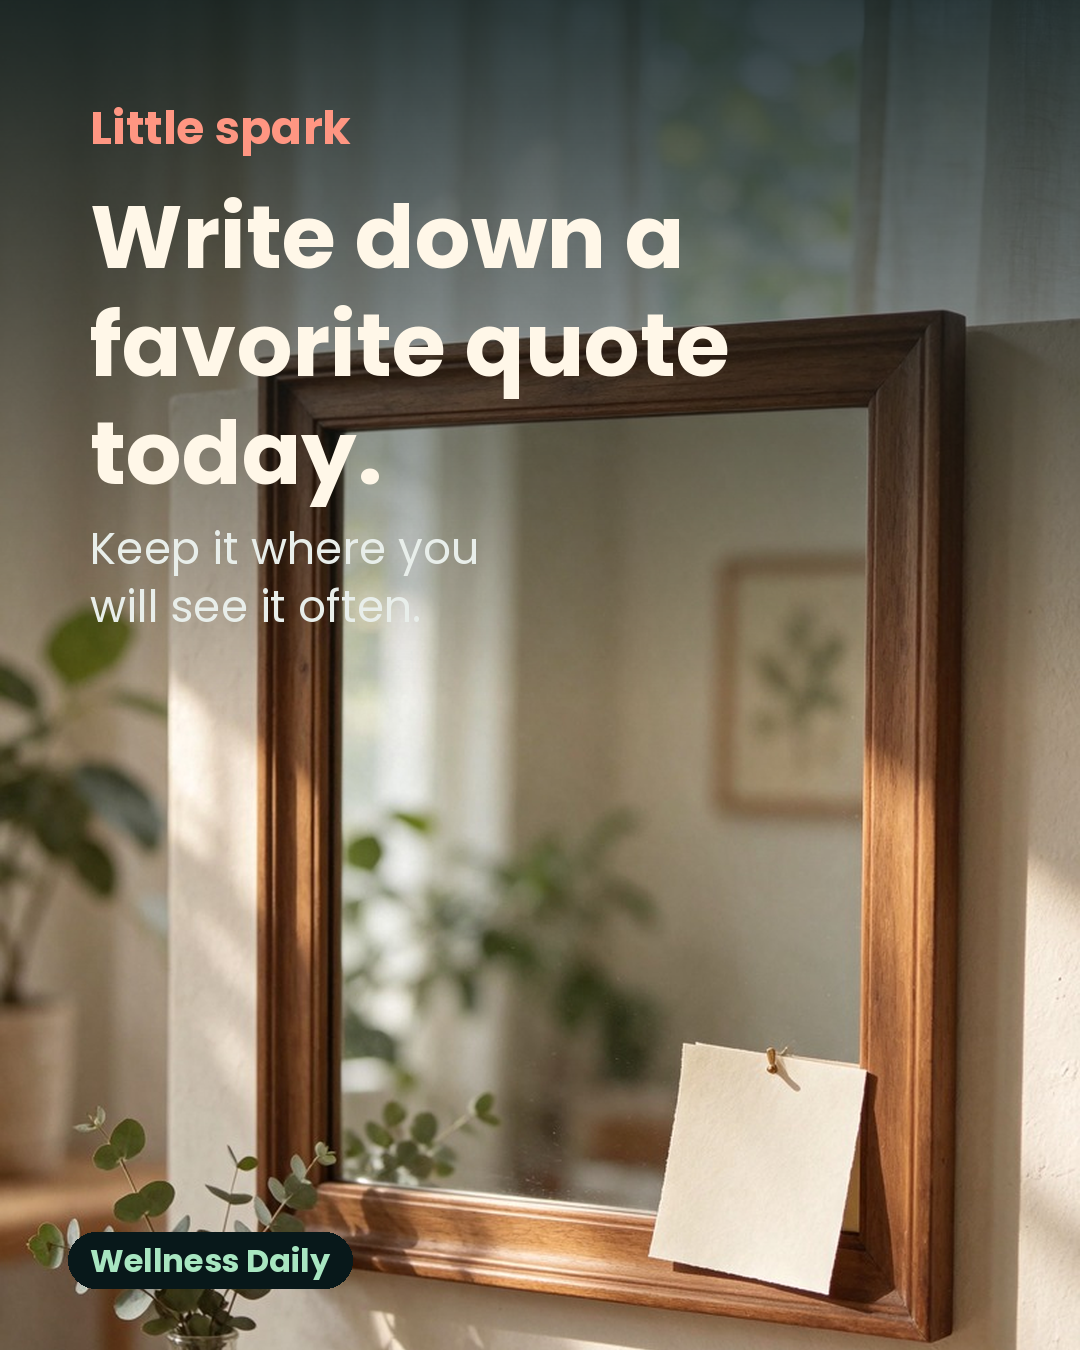 Little spark
Write down a
favorite quote
today.
Keep it where you
will see it often.
Wellness Daily